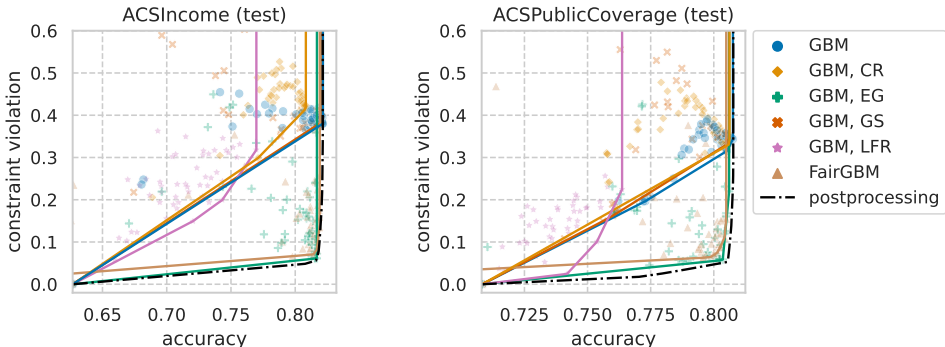 ACSIncome (test)
constraint violation
0.6
0.5
0.4
0.3
0.2
0.1
0.0
0.65
0.70
0.75
0.80
accuracy
ACSPublicCoverage (test)
constraint violation
0.6
0.5
0.4
0.3
0.2
0.1
0.0
0.725
0.750
0.775
0.800
accuracy
GBM
GBM, CR
GBM, EG
GBM, GS
GBM, LFR
FairGBM
postprocessing